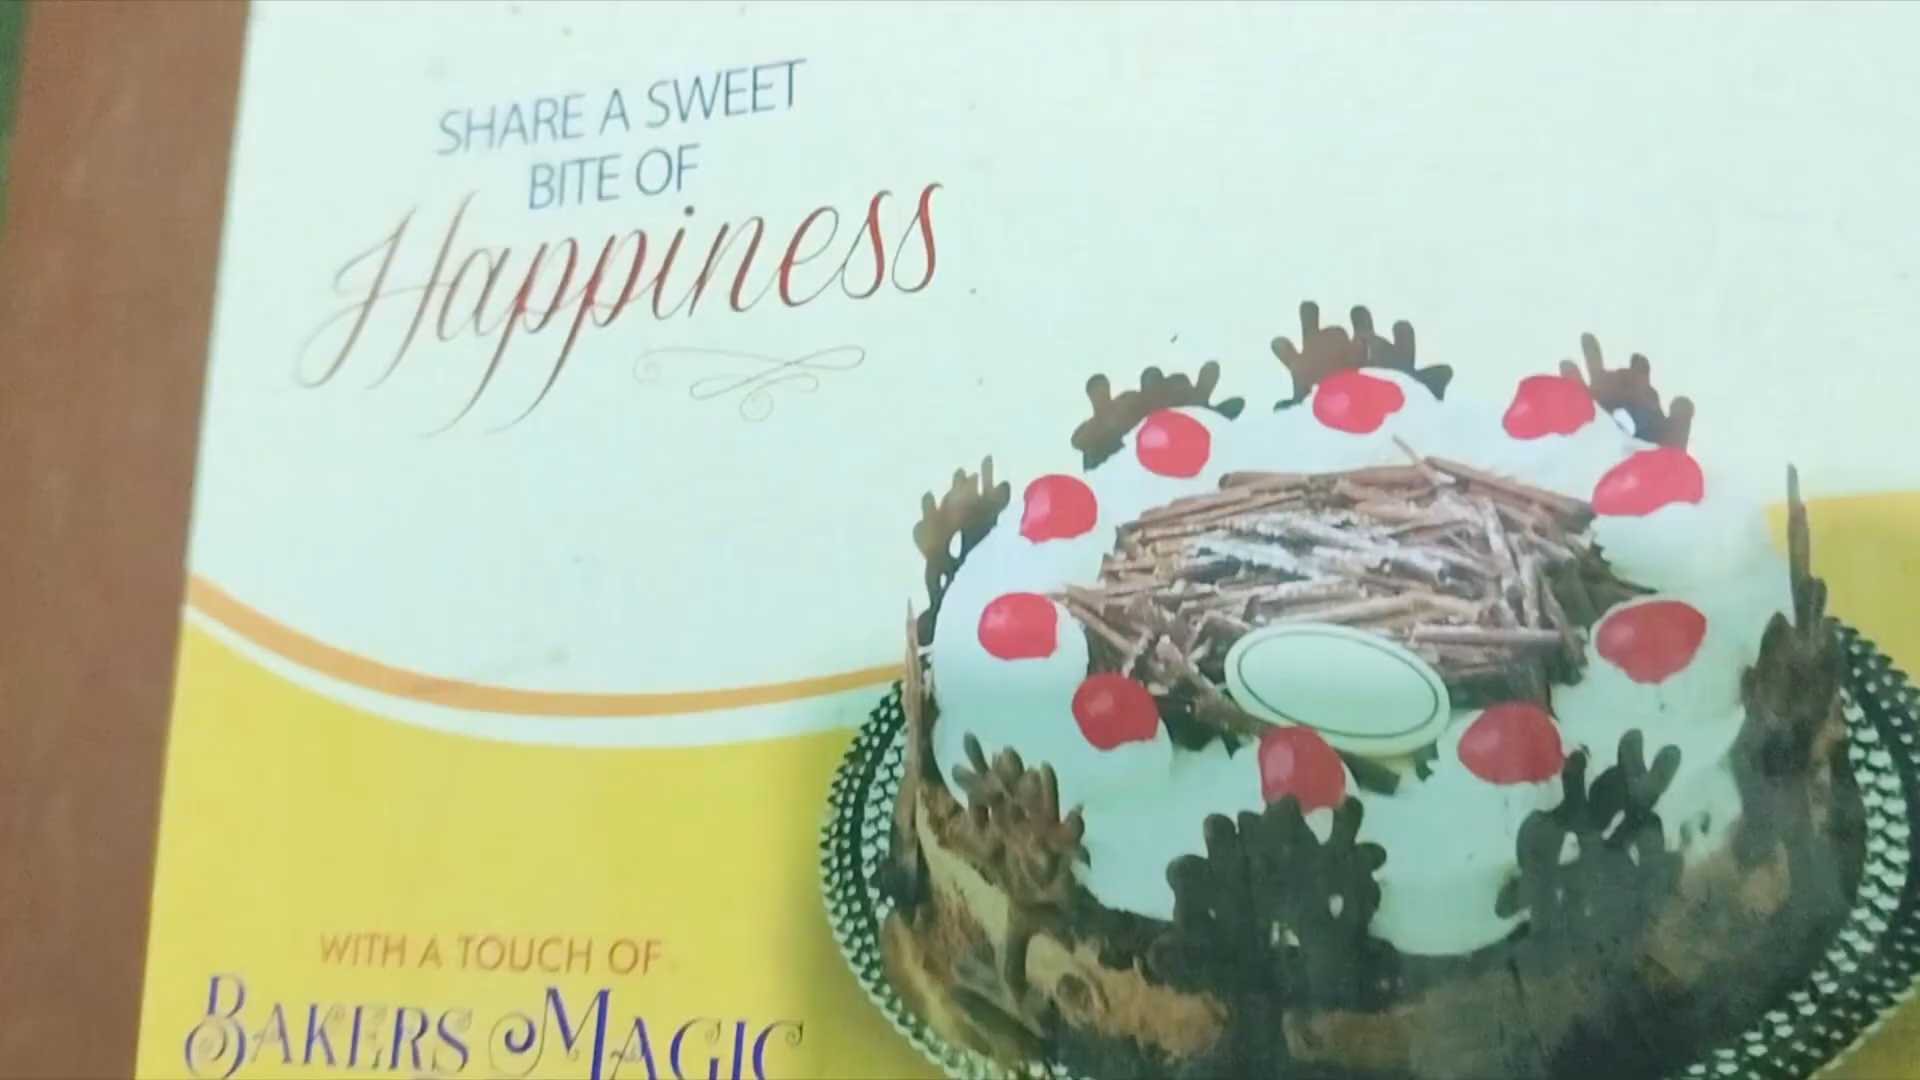 SHARE A SWEET
BITE OF
Happiness
WITH A TOUCH OF
BAKERS MAGIC